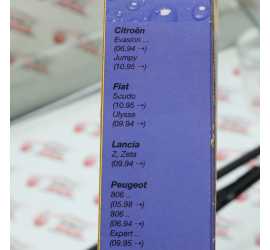 Citroën
Evasion ...
(06.94 →)
Jumpy
(10.95 →)
Fiat
Scudo
(10.95 →)
Ulysse
(09.94 →)
Lancia
Z, Zeta
(09.94 →)
Peugeot
806 ...
(05.98 →)
806 ...
(06.94 →)
Expert ...
(09.95 →)